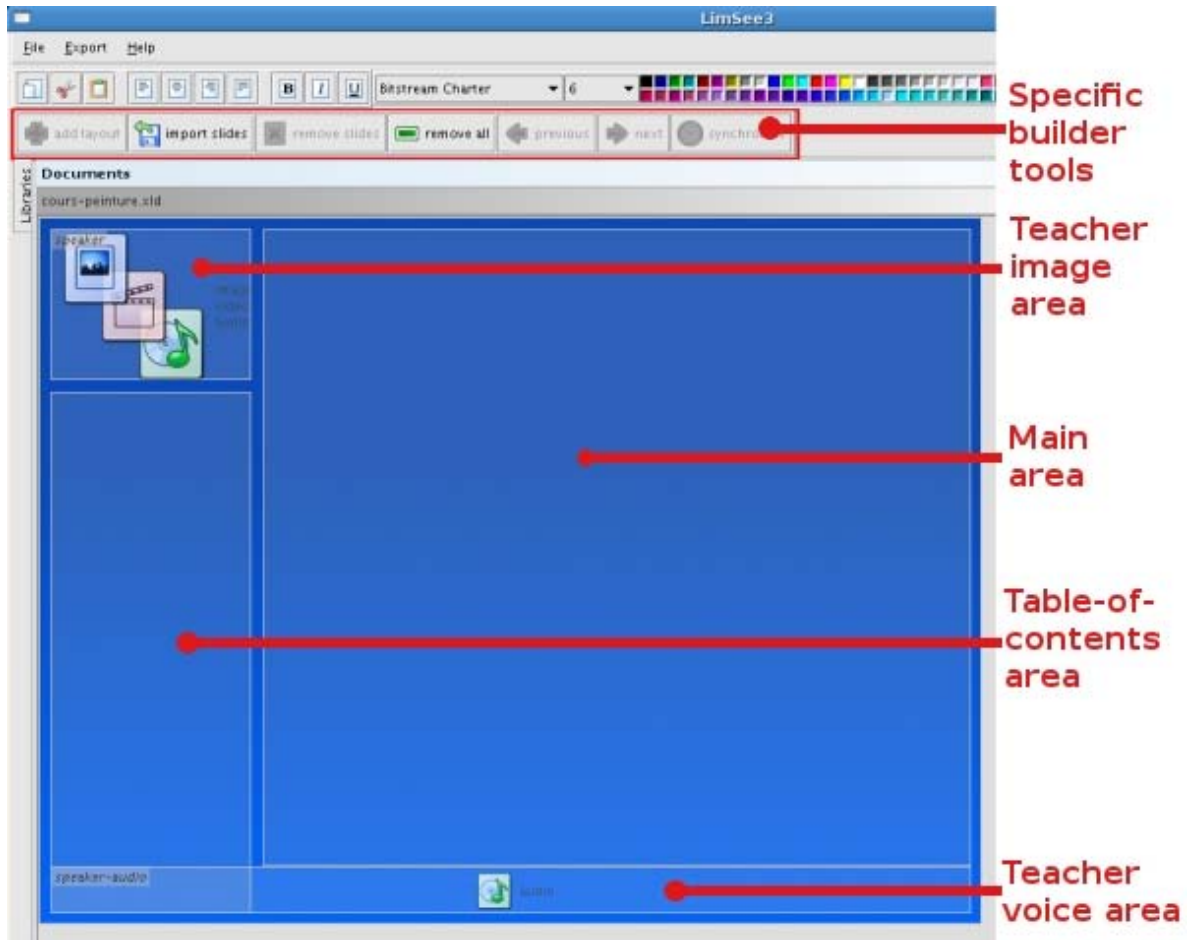 LimSee3
File Export Help
B I U Bitstream Charter 6
add layout import slides remove slides remove all previous next
Libraries
Documents
cours-peinture.xld
speaker
speaker-audio
audio
Specific
builder
tools
Teacher
image
area
Main
area
Table-of-
contents
area
Teacher
voice area